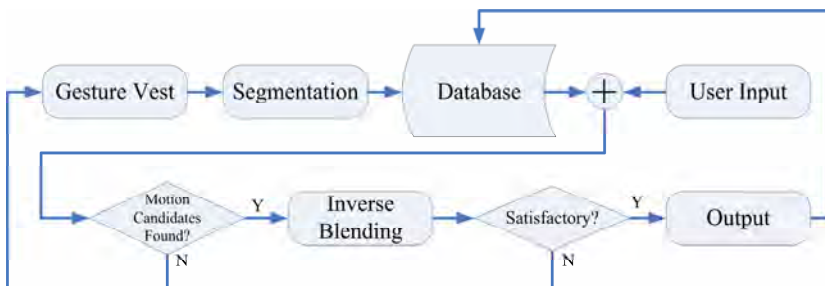 Gesture Vest
Segmentation
Database
+
User Input
Motion
Candidates
Found?
Y
N
Inverse
Blending
Satisfactory?
Y
N
Output